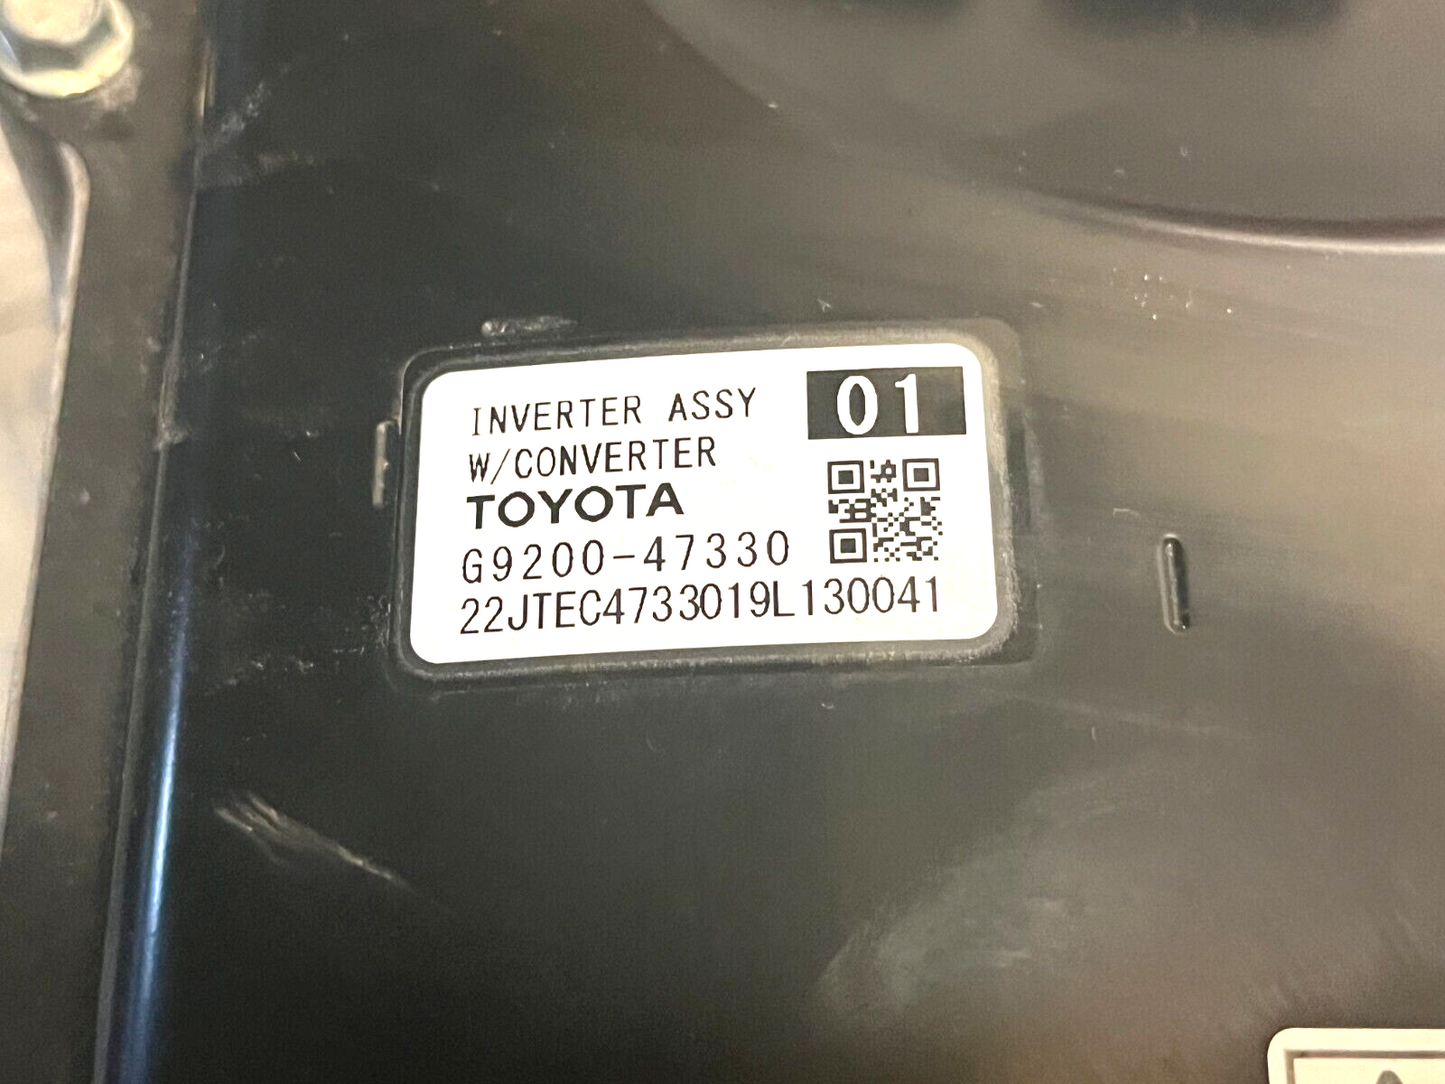 INVERTER ASSY 01
W/CONVERTER
TOYOTA
G9200-47330
22JTEC4733019L130041